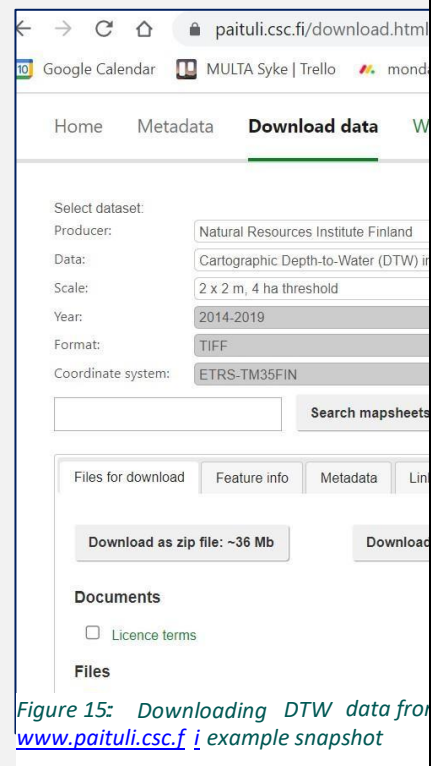 paituli.csc.fi/download.html
10 Google Calendar MULTA Syke | Trello
Home Metadata Download data
Select dataset:
Producer: Natural Resources Institute Finland
Data: Cartographic Depth-to-Water (DTW)
Scale: 2 x 2 m, 4 ha threshold
Year: 2014-2019
Format: TIFF
Coordinate system: ETRS-TM35FIN
Search mapsheets
Files for download Feature info Metadata
Download as zip file: ~36 Mb Download
Documents
Licence terms
Files
Figure 15: Downloading DTW data
www.paituli.csc.f i example snapshot